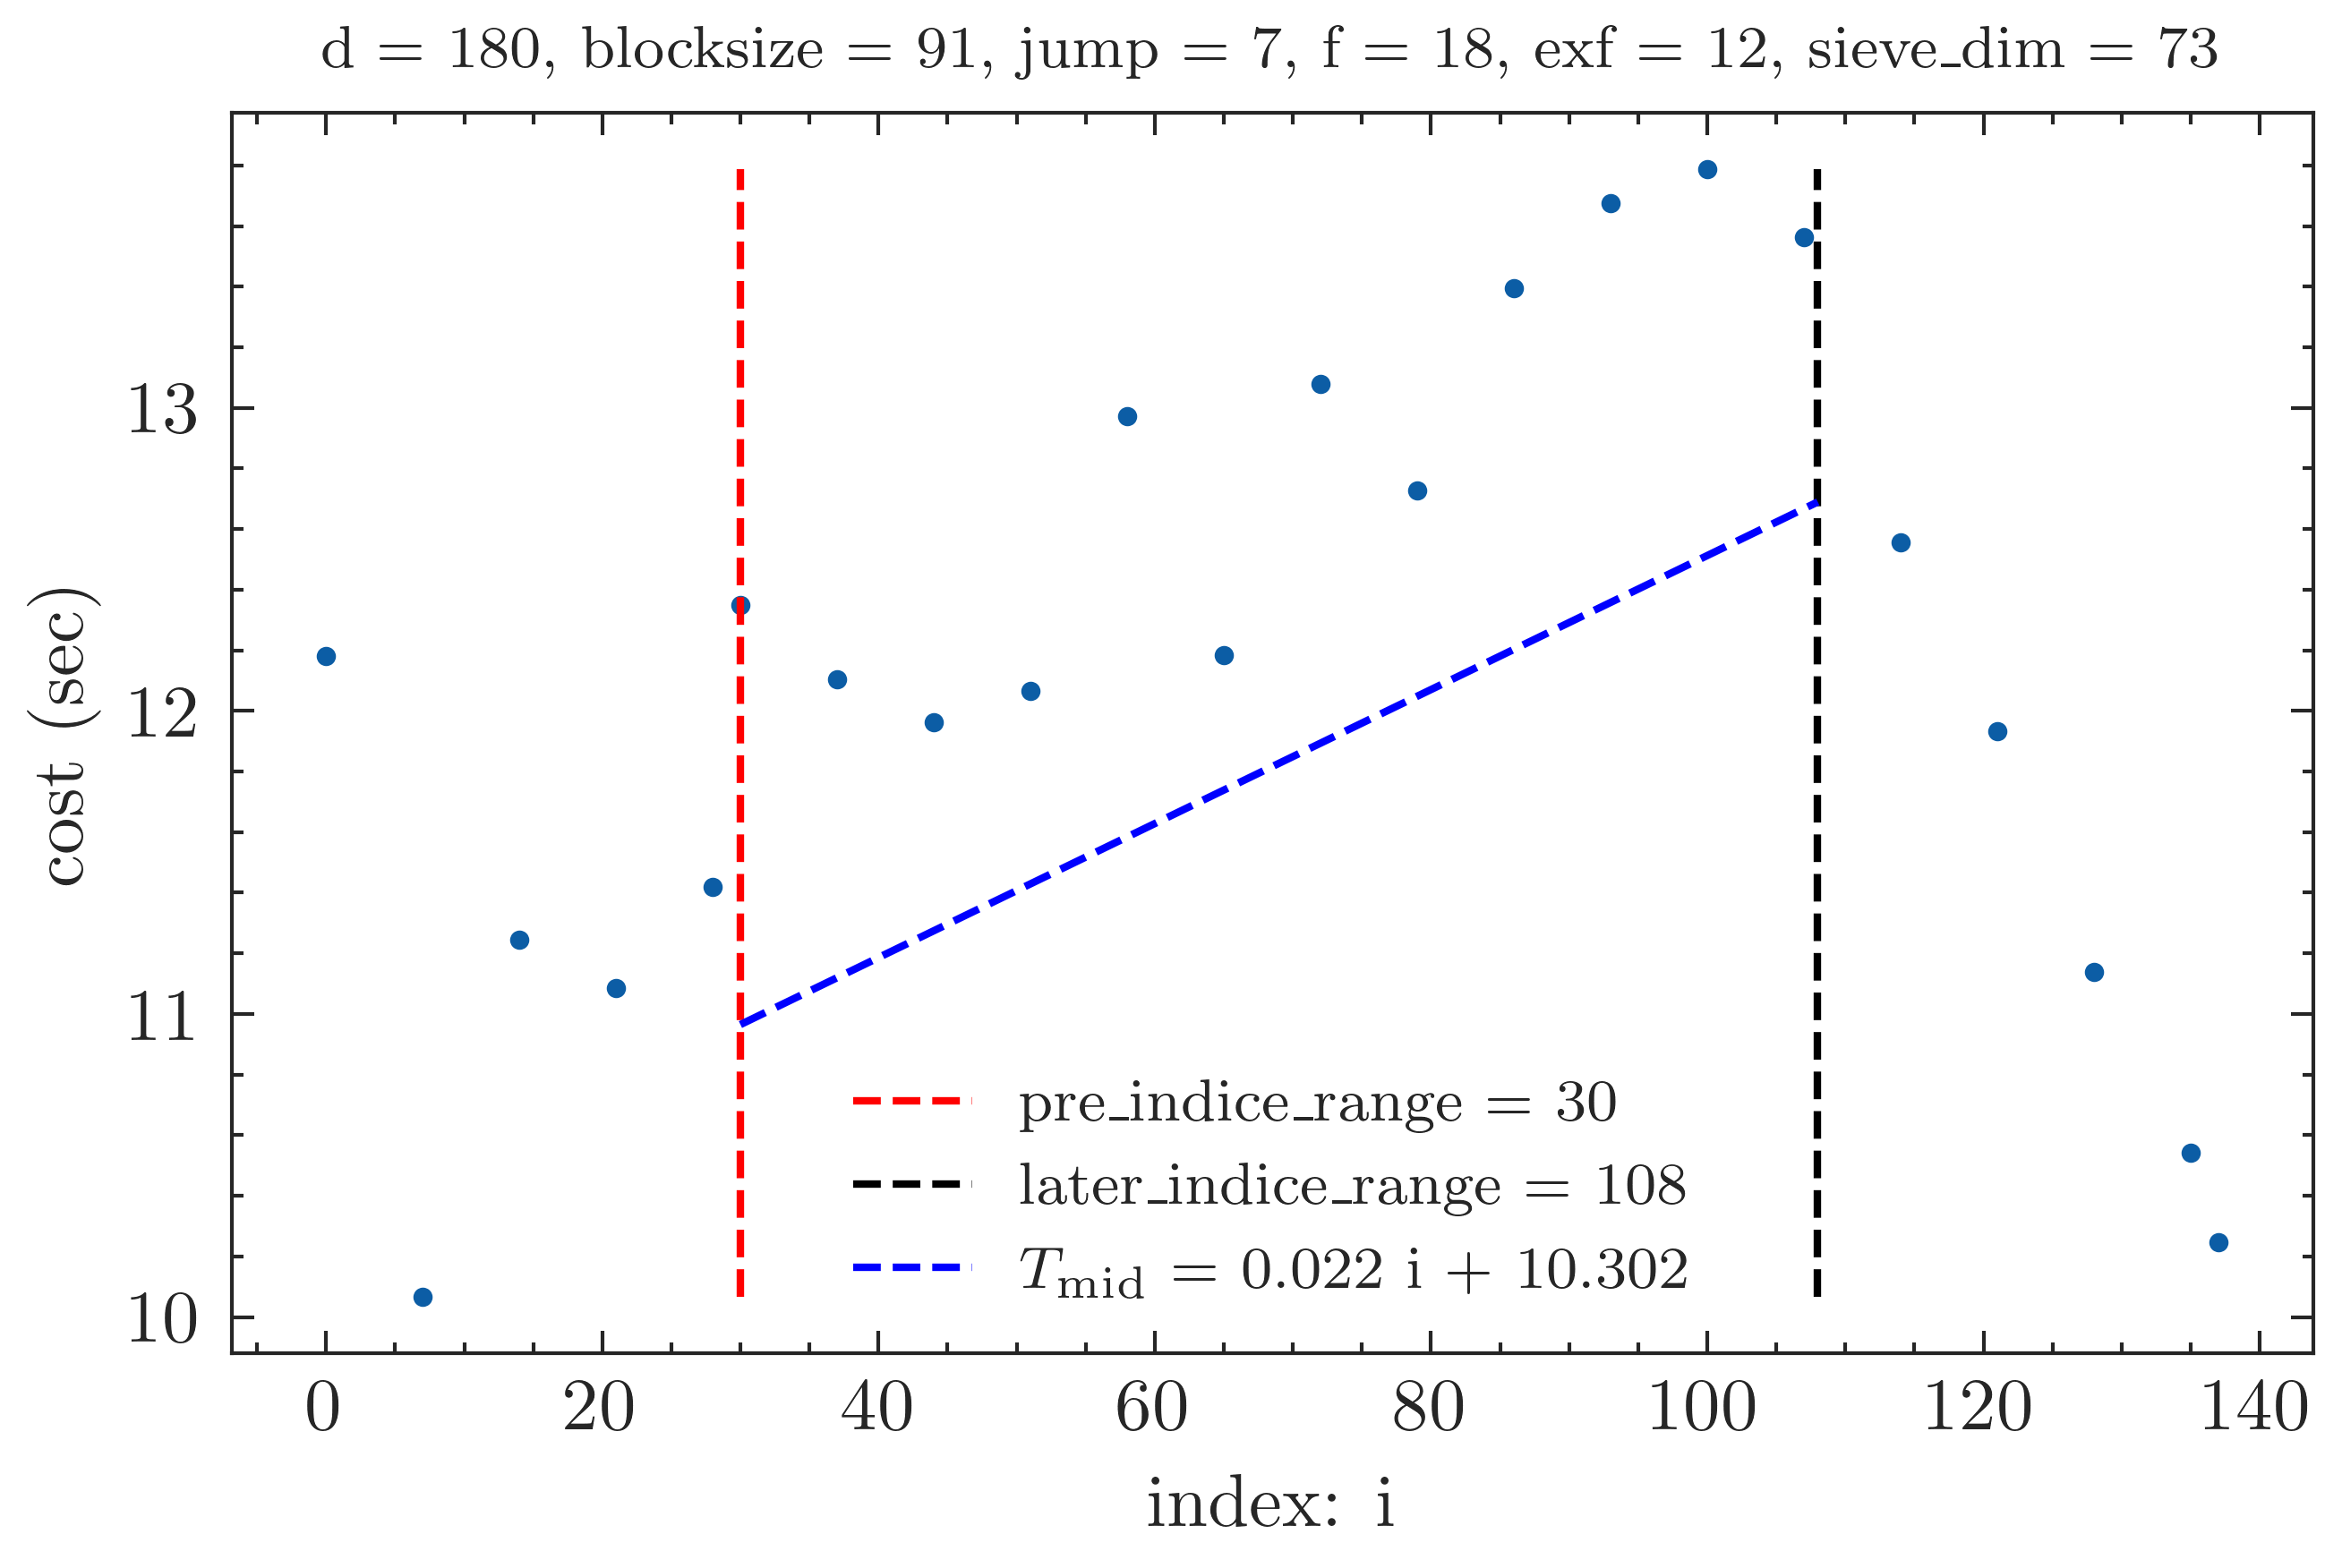 d = 180, blocksize = 91, jump = 7, f = 18, exf = 12, sieve_dim = 73
cost (sec)
13
12
11
10
pre_indice_range = 30
later_indice_range = 108
T_mid = 0.022 i + 10.302
0 20 40 60 80 100 120 140
index: i